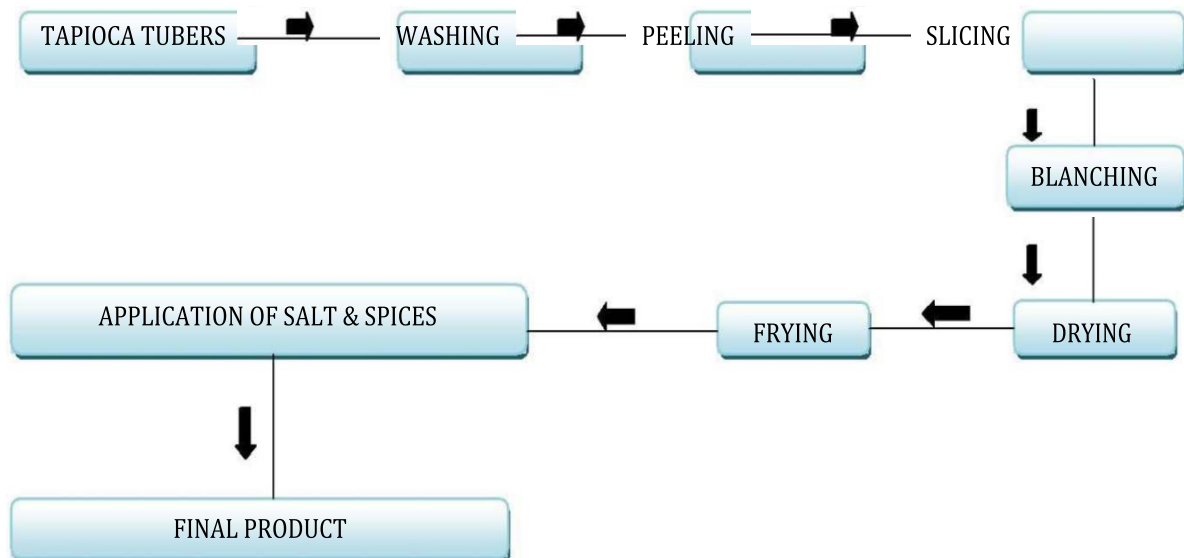 TAPIOCA TUBERS
WASHING
PEELING
SLICING
BLANCHING
DRYING
FRYING
APPLICATION OF SALT & SPICES
FINAL PRODUCT